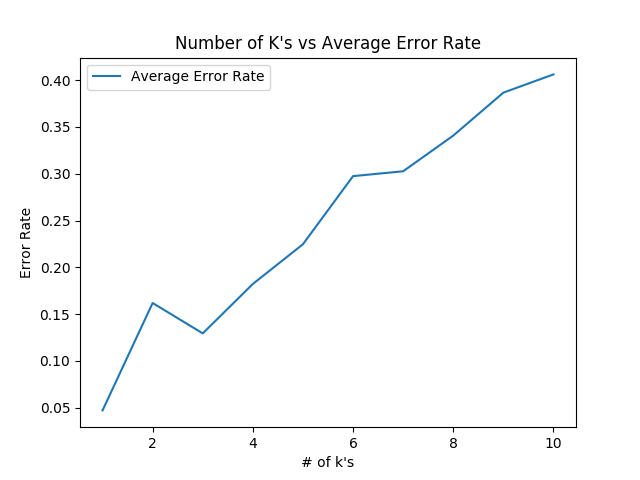 Number of K's vs Average Error Rate
Average Error Rate
0.40
0.35
0.30
0.25
0.20
0.15
0.10
0.05
Error Rate
2 4 6 8 10
# of k's